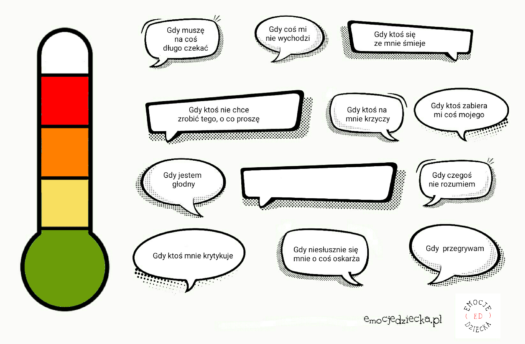 Gdy muszę
na coś
długo czekać
Gdy coś mi
nie wychodzi
Gdy ktoś się
ze mnie śmieje
Gdy ktoś nie chce
zrobić tego, o co proszę
Gdy ktoś na
mnie krzyczy
Gdy ktoś zabiera
mi coś mojego
Gdy jestem
głodny
Gdy czegoś
nie rozumiem
Gdy ktoś mnie krytykuje
Gdy niesłusznie się
mnie o coś oskarża
Gdy przegrywam
emocjedziecka.pl
EMOCJE
KD
DZIECKA